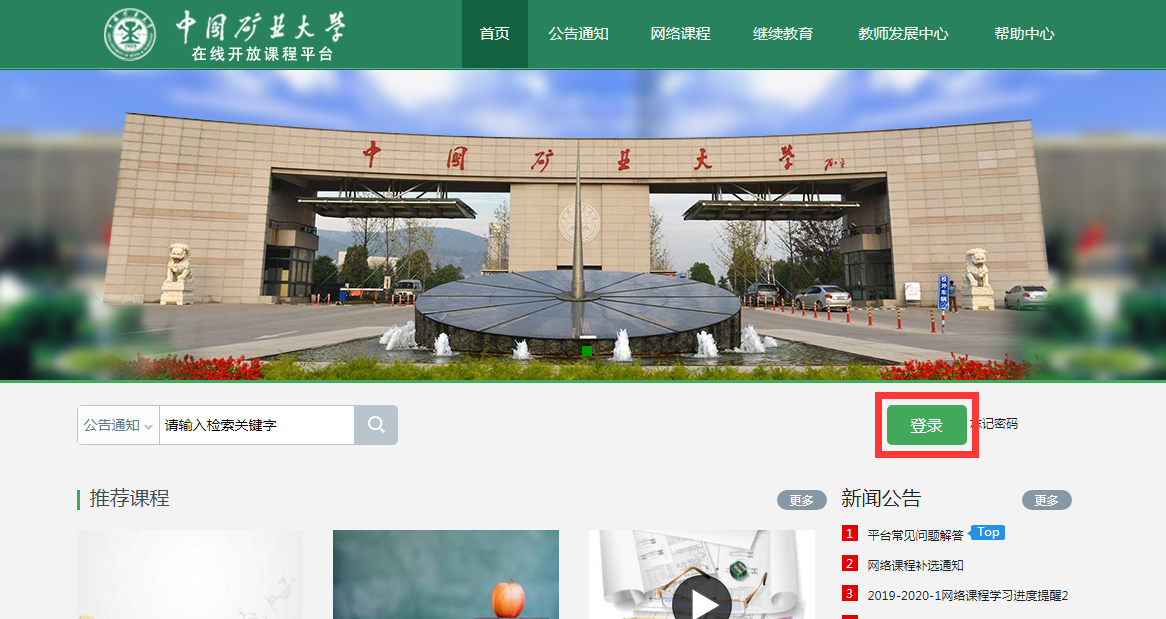 中国矿业大学
在线开放课程平台
首页 公告通知 网络课程 继续教育 教师发展中心 帮助中心
中国矿业大学
校外车辆
公告通知 请输入检索关键字
登录 忘记密码
推荐课程 更多
新闻公告 更多
1 平台常见问题解答 Top
2 网络课程补选通知
3 2019-2020-1网络课程学习进度提醒2